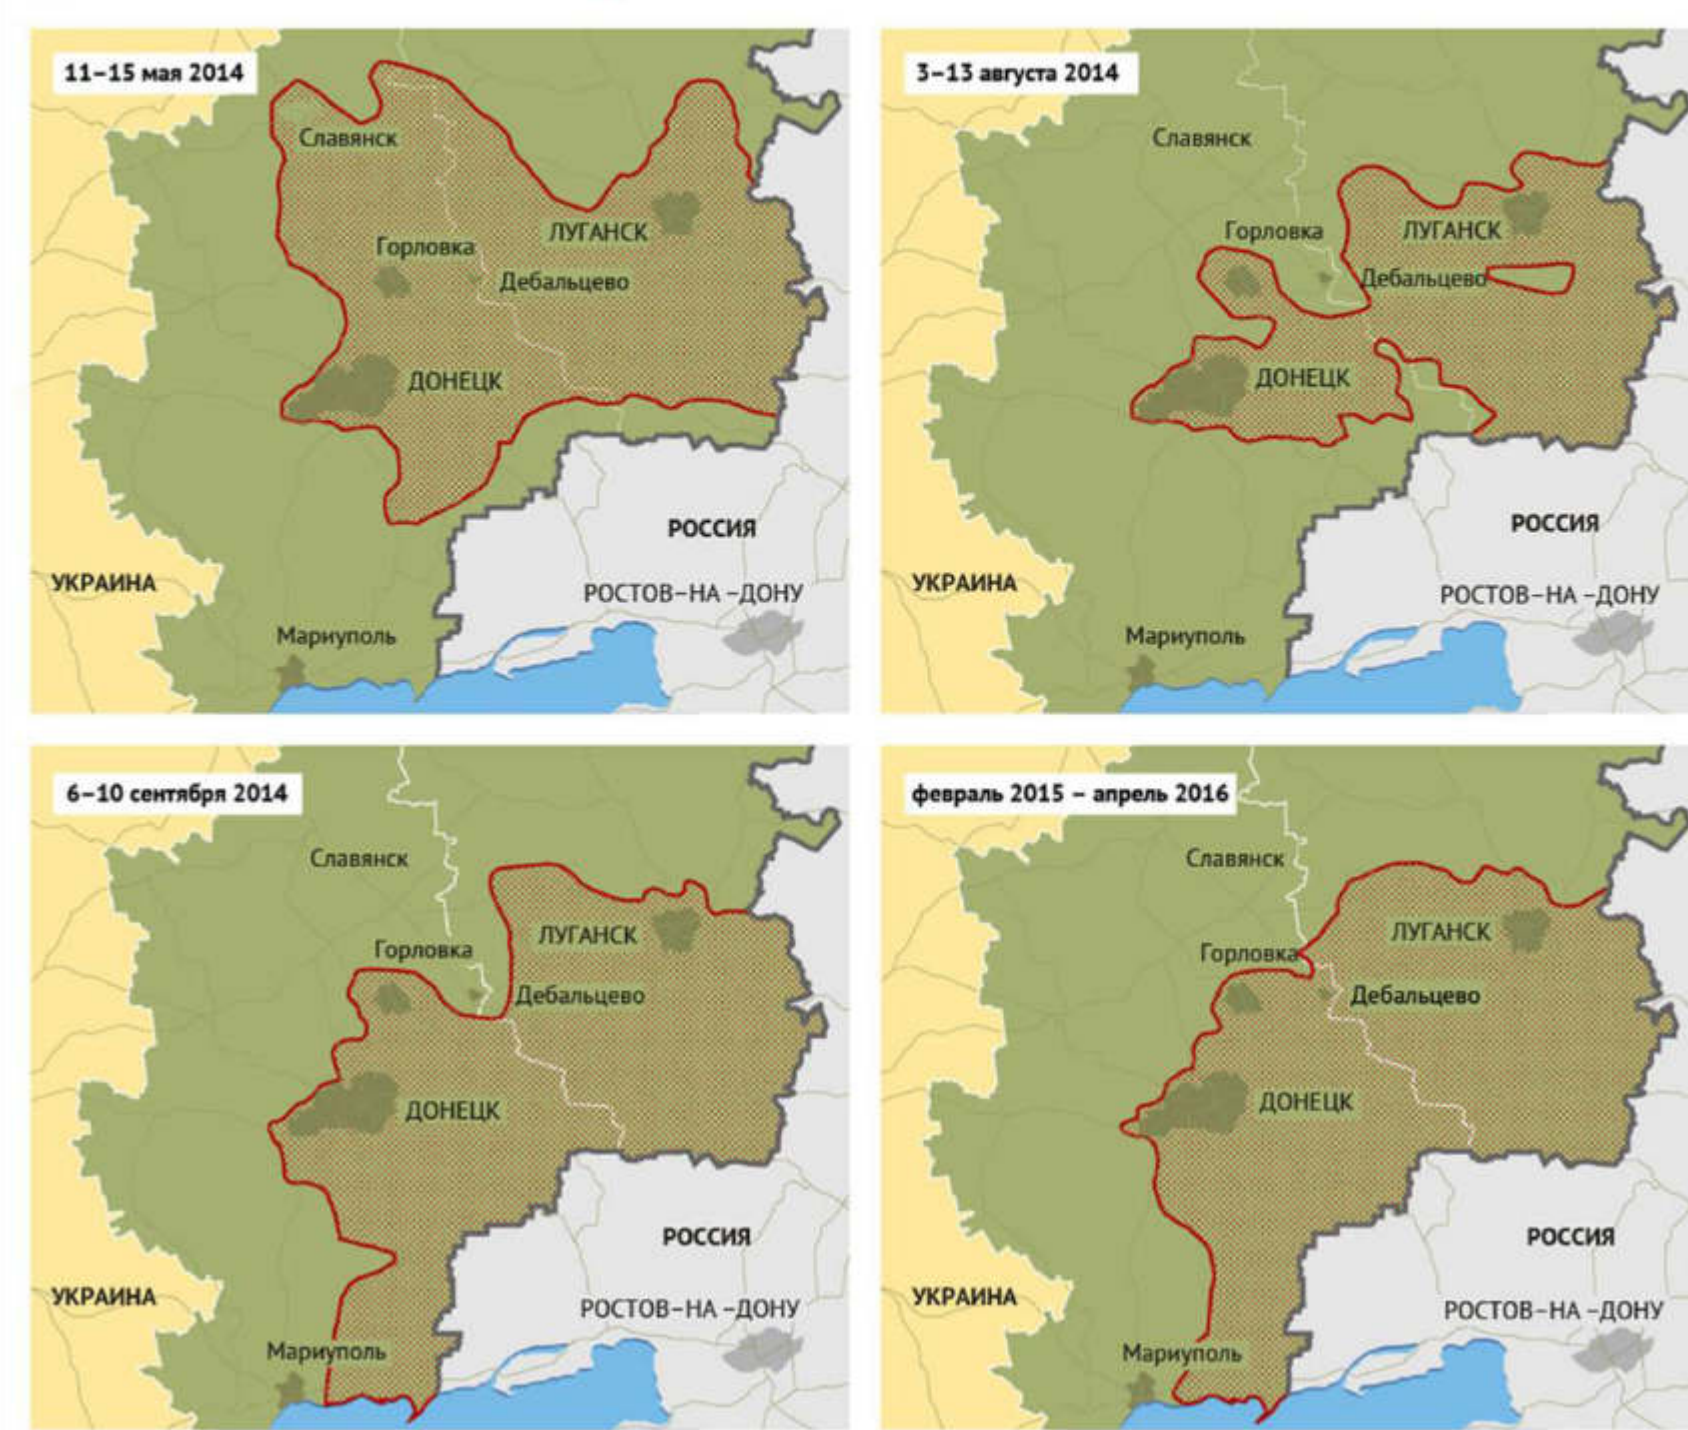 11–15 мая 2014
Славянск
ЛУГАНСК
Горловка
Дебальцево
ДОНЕЦК
РОССИЯ
УКРАИНА
РОСТОВ–НА –ДОНУ
Мариуполь
3–13 августа 2014
Славянск
Горловка
ЛУГАНСК
Дебальцево
ДОНЕЦК
РОССИЯ
УКРАИНА
РОСТОВ–НА –ДОНУ
Мариуполь
6–10 сентября 2014
Славянск
ЛУГАНСК
Горловка
Дебальцево
ДОНЕЦК
РОССИЯ
УКРАИНА
РОСТОВ–НА –ДОНУ
Мариуполь
февраль 2015 – апрель 2016
Славянск
ЛУГАНСК
Горловка
Дебальцево
ДОНЕЦК
РОССИЯ
УКРАИНА
РОСТОВ–НА –ДОНУ
Мариуполь